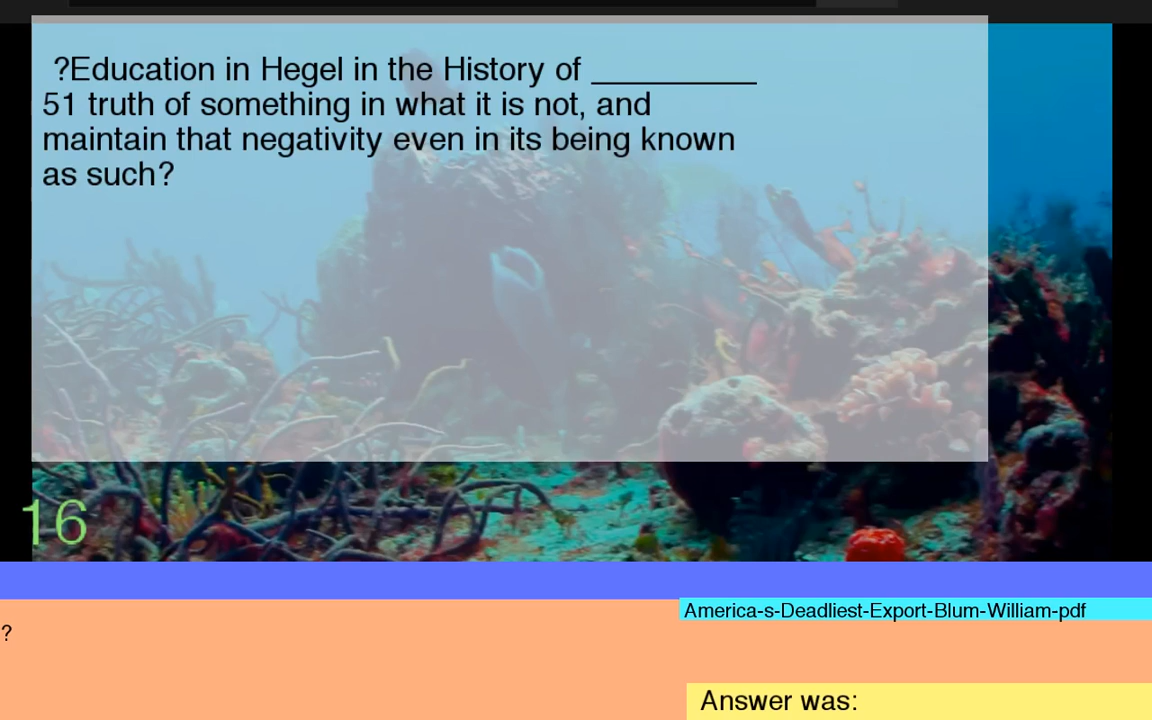 ?Education in Hegel in the History of __________
51 truth of something in what it is not, and
maintain that negativity even in its being known
as such?
16
America-s-Deadliest-Export-Blum-William-pdf
?
Answer was: